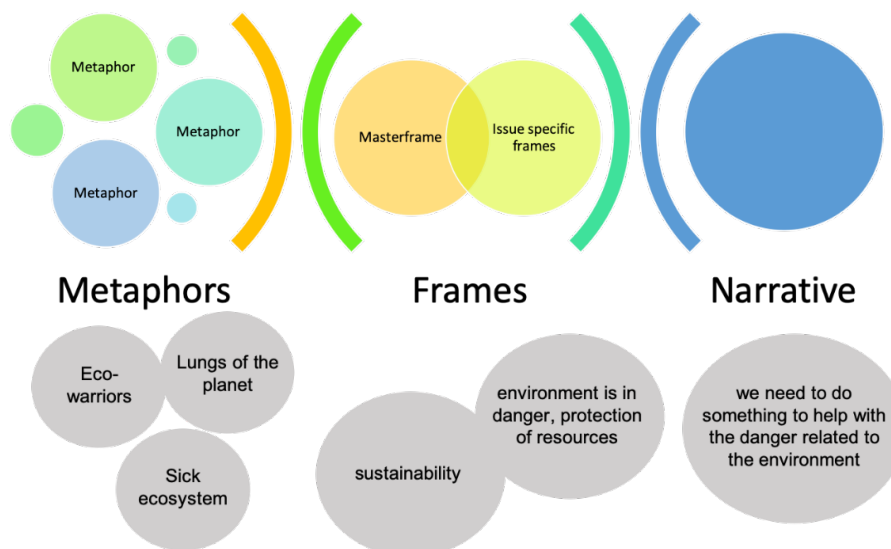 Metaphor
Metaphor
Metaphor
Masterframe
Issue specific
frames
Metaphors
Frames
Narrative
Eco-
warriors
Lungs of the
planet
Sick
ecosystem
sustainability
environment is in
danger, protection
of resources
we need to do
something to help with
the danger related to
the environment